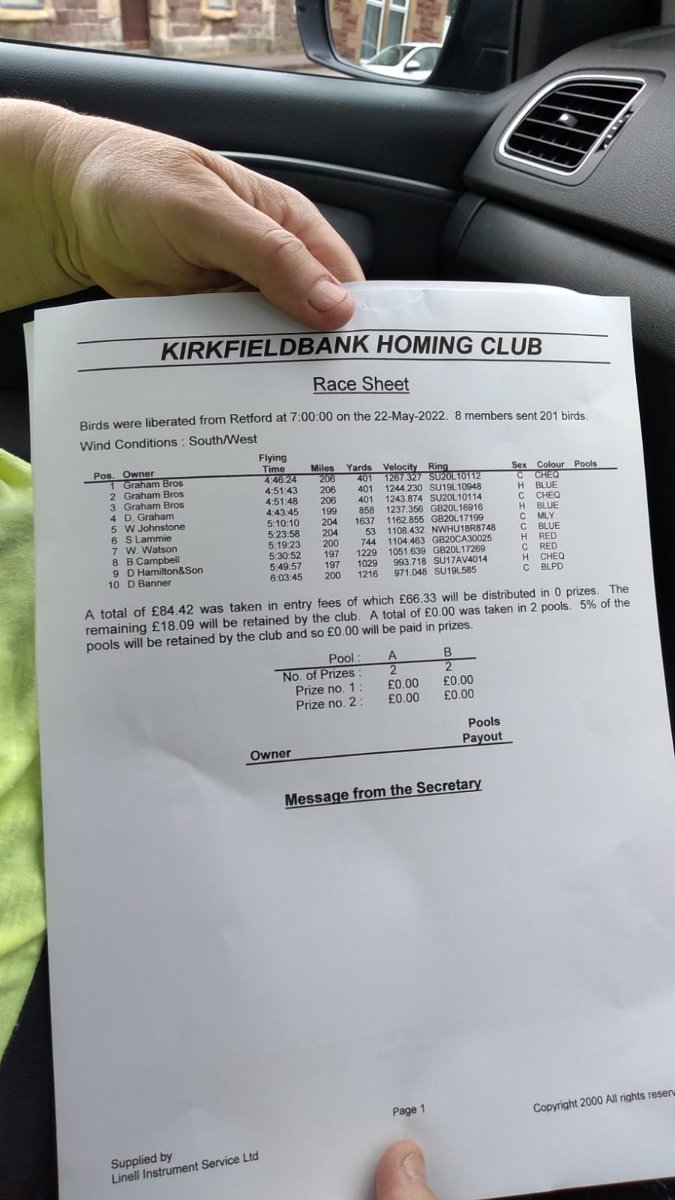 KIRKFIELDBANK HOMING CLUB
Race Sheet
Birds were liberated from Retford at 7:00:00 on the 22-May-2022. 8 members sent 201 birds.
Wind Conditions : South/West
Flying
Pos. Owner Time Miles Yards Velocity Ring Sex Colour Pools
1 Graham Bros 4:46:24 206 401 1267.327 SU20L10112 C CHEQ
2 Graham Bros 4:51:43 206 401 1244.230 SU19L10948 H BLUE
3 Graham Bros 4:51:48 206 401 1243.874 SU20L10114 C CHEQ
4 D. Graham 4:43:45 199 858 1237.356 GB20L16916 H BLUE
5 W Johnstone 5:10:10 204 1637 1162.855 GB20L17199 C MLY
6 S Lammie 5:23:58 204 53 1108.432 NWHU18R8748 C BLUE
7 W. Watson 5:19:23 200 744 1104.463 GB20CA30025 H RED
8 B Campbell 5:30:52 197 1229 1051.639 GB20L17269 C RED
9 D Hamilton&Son 5:49:57 197 1029 993.718 SU17AV4014 H CHEQ
10 D Banner 6:03:45 200 1216 971.048 SU19L585 C BLPD
A total of £84.42 was taken in entry fees of which £66.33 will be distributed in 0 prizes. The
remaining £18.09 will be retained by the club. A total of £0.00 was taken in 2 pools. 5% of the
pools will be retained by the club and so £0.00 will be paid in prizes.
Pool : A B
No. of Prizes : 2 2
Prize no. 1 : £0.00 £0.00
Prize no. 2 : £0.00 £0.00
Pools
Owner Payout
Message from the Secretary
Page 1
Copyright 2000 All rights reserv
Supplied by
Linell Instrument Service Ltd